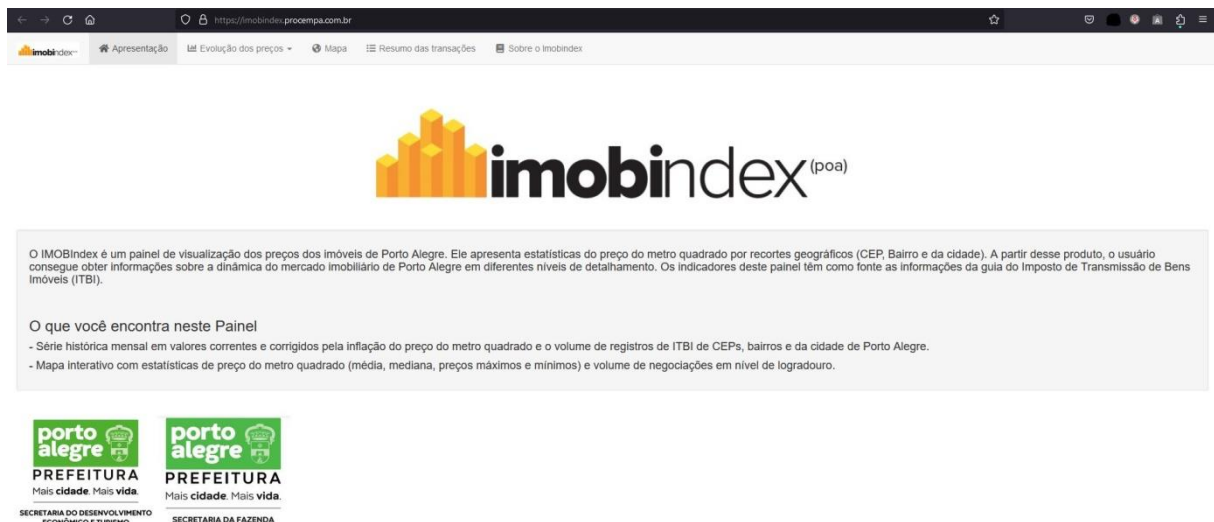 https://imobindex.procempa.com.br
imobindex Apresentação Evolução dos preços Mapa Resumo das transações Sobre o Imobindex
imobindex (poa)
O IMOBIndex é um painel de visualização dos preços dos imóveis de Porto Alegre. Ele apresenta estatísticas do preço do metro quadrado por recortes geográficos (CEP, Bairro e da cidade). A partir desse produto, o usuário
consegue obter informações sobre a dinâmica do mercado imobiliário de Porto Alegre em diferentes níveis de detalhamento. Os indicadores deste painel têm como fonte as informações da guia do Imposto de Transmissão de Bens
Imóveis (ITBI).
O que você encontra neste Painel
- Série histórica mensal em valores correntes e corrigidos pela inflação do preço do metro quadrado e o volume de registros de ITBI de CEPs, bairros e da cidade de Porto Alegre.
- Mapa interativo com estatísticas de preço do metro quadrado (média, mediana, preços máximos e mínimos) e volume de negociações em nível de logradouro.
porto
alegre
PREFEITURA
Mais cidade. Mais vida.
SECRETARIA DO DESENVOLVIMENTO
ECONÔMICO E TURISMO
porto
alegre
PREFEITURA
Mais cidade. Mais vida.
SECRETARIA DA FAZENDA